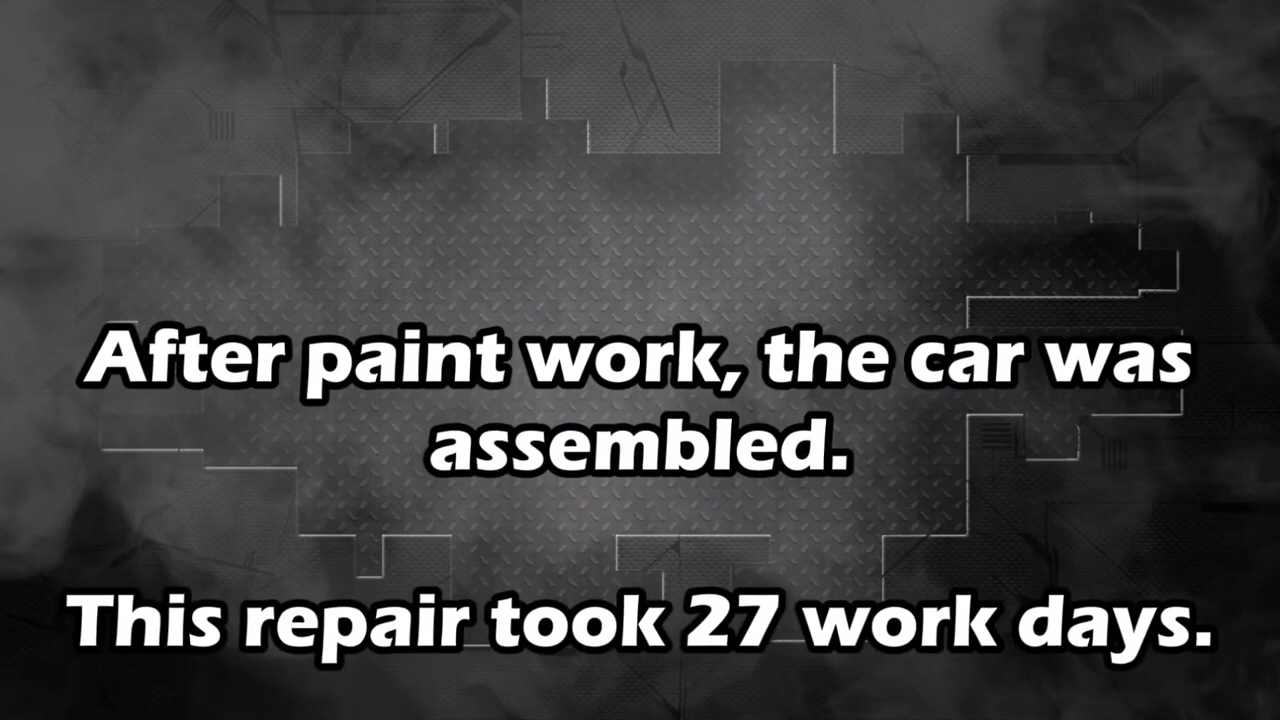 After paint work, the car was
assembled.
This repair took 27 work days.